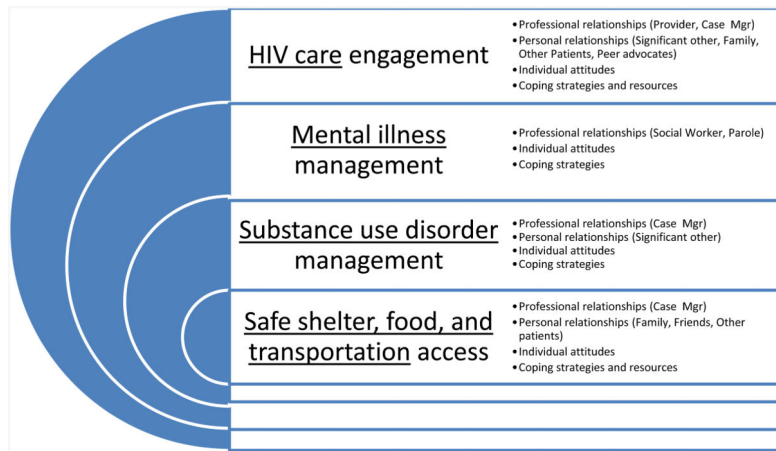 HIV care engagement
• Professional relationships (Provider, Case Mgr)
• Personal relationships (Significant other, Family,
Other Patients, Peer advocates)
• Individual attitudes
• Coping strategies and resources
Mental illness
management
• Professional relationships (Social Worker, Parole)
• Individual attitudes
• Coping strategies
Substance use disorder
management
• Professional relationships (Case Mgr)
• Personal relationships (Significant other)
• Individual attitudes
• Coping strategies
Safe shelter, food, and
transportation access
• Professional relationships (Case Mgr)
• Personal relationships (Family, Friends, Other
patients)
• Individual attitudes
• Coping strategies and resources